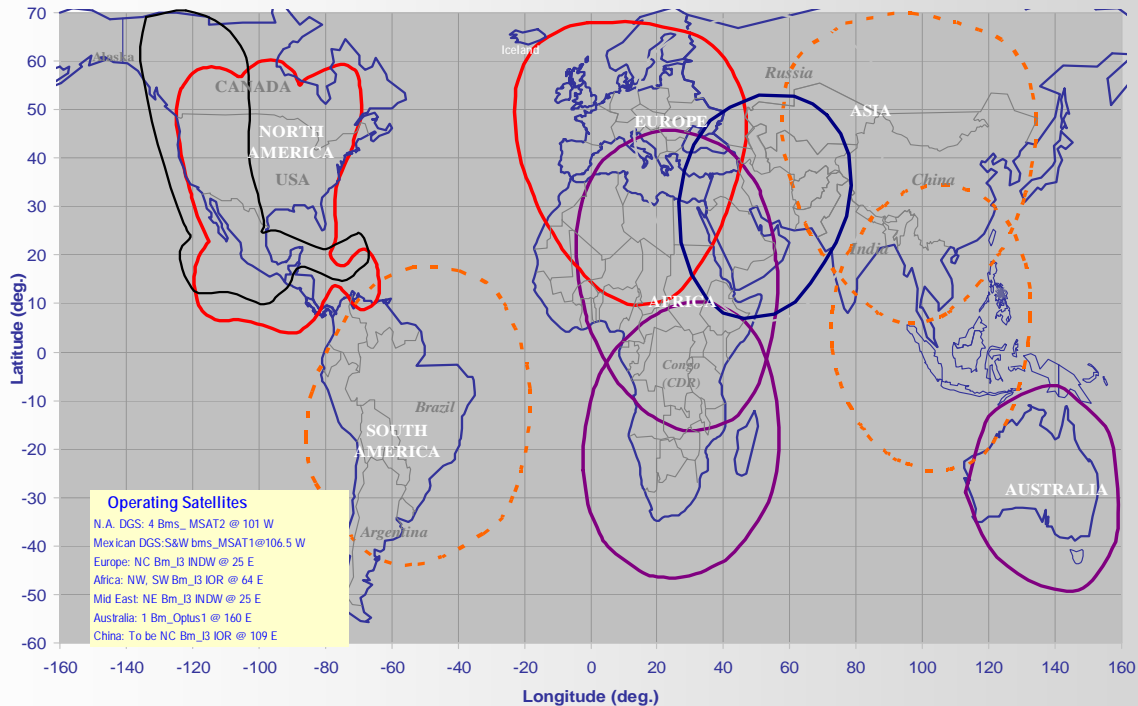 70
60
50
40
30
20
10
0
-10
-20
-30
-40
-50
-60
Latitude (deg.)
-160 -140 -120 -100 -80 -60 -40 -20 0 20 40 60 80 100 120 140 160
Longitude (deg.)
Alaska
Iceland
CANADA
NORTH
AMERICA
USA
EUROPE
Russia
ASIA
China
India
AFRICA
Congo
(CDR)
Brazil
SOUTH
AMERICA
Argentina
AUSTRALIA
Operating Satellites
N.A. DGS: 4 Bms_ MSAT2 @ 101 W
Mexican DGS:S&W bms_MSAT1@106.5 W
Europe: NC Bm_I3 INDW @ 25 E
Africa: NW, SW Bm_I3 IOR @ 64 E
Mid East: NE Bm_I3 INDW @ 25 E
Australia: 1 Bm_Optus1 @ 160 E
China: To be NC Bm_I3 IOR @ 109 E